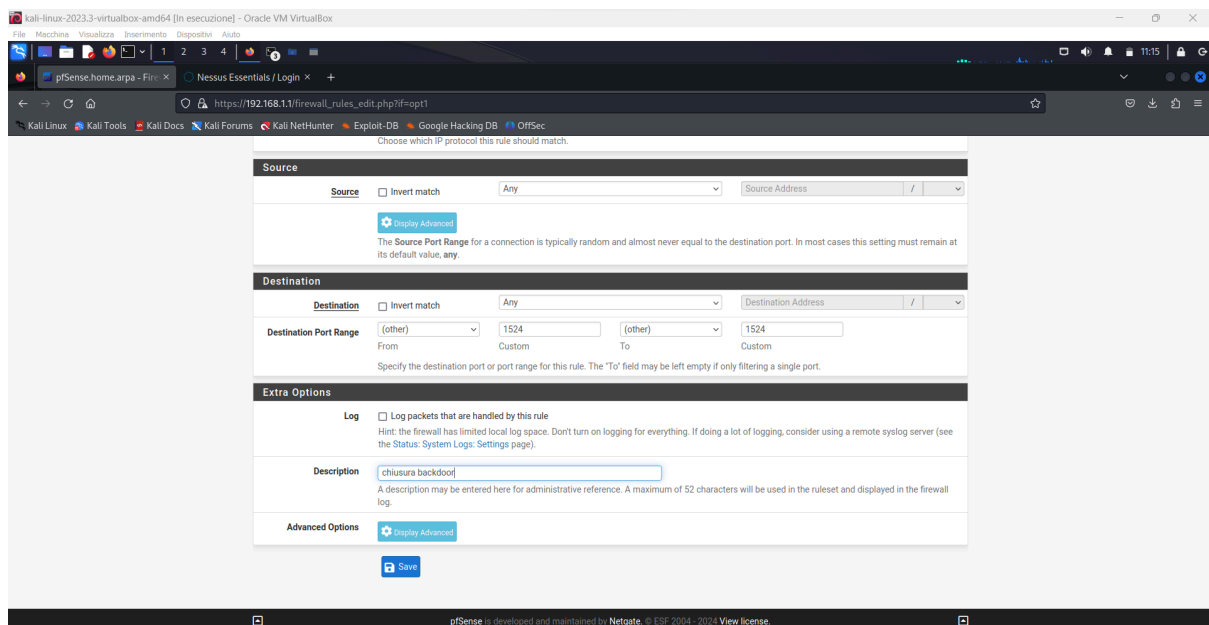 kali-linux-2023.3-virtualbox-amd64 [In esecuzione] - Oracle VM VirtualBox
File Macchina Visualizza Inserimento Dispositivi Aiuto
1 2 3 4 3 11:15
pfSense.home.arpa - Fire × Nessus Essentials / Login × +
https://192.168.1.1/firewall_rules_edit.php?if=opt1
Kali Linux Kali Tools Kali Docs Kali Forums Kali NetHunter Exploit-DB Google Hacking DB OffSec
Choose which IP protocol this rule should match.
Source
Source Invert match Any Source Address /
Display Advanced
The Source Port Range for a connection is typically random and almost never equal to the destination port. In most cases this setting must remain at
its default value, any.
Destination
Destination Invert match Any Destination Address /
Destination Port Range (other) 1524 (other) 1524
From Custom To Custom
Specify the destination port or port range for this rule. The "To" field may be left empty if only filtering a single port.
Extra Options
Log Log packets that are handled by this rule
Hint: the firewall has limited local log space. Don't turn on logging for everything. If doing a lot of logging, consider using a remote syslog server (see
the Status: System Logs: Settings page).
Description chiusura backdoor
A description may be entered here for administrative reference. A maximum of 52 characters will be used in the ruleset and displayed in the firewall
log.
Advanced Options Display Advanced
Save
pfSense is developed and maintained by Netgate. © ESF 2004 - 2024 View license.